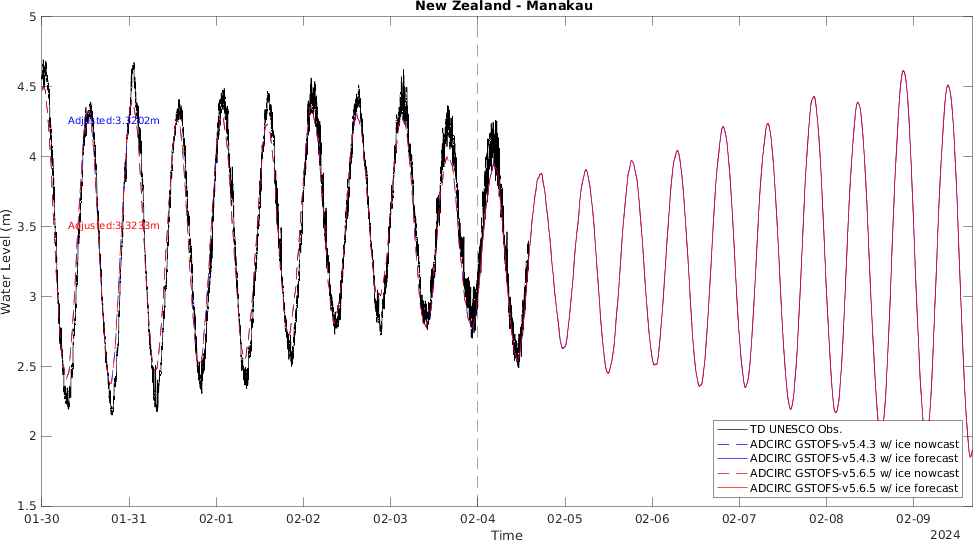 New Zealand - Manakau
5
4.5
4
3.5
3
2.5
2
1.5
Water Level (m)
Adjusted:3.3202m
Adjusted:3.3233m
TD UNESCO Obs.
ADCIRC GSTOFS-v5.4.3 w/ ice nowcast
ADCIRC GSTOFS-v5.4.3 w/ ice forecast
ADCIRC GSTOFS-v5.6.5 w/ ice nowcast
ADCIRC GSTOFS-v5.6.5 w/ ice forecast
01-30 01-31 02-01 02-02 02-03 02-04 02-05 02-06 02-07 02-08 02-09
Time
2024